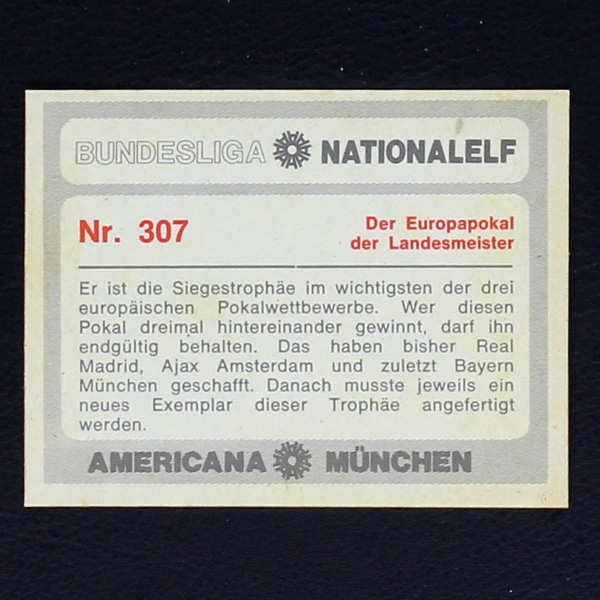 BUNDESLIGA NATIONALELF
Nr. 307
Der Europapokal
der Landesmeister
Er ist die Siegestrophäe im wichtigsten der drei
europäischen Pokalwettbewerbe. Wer diesen
Pokal dreimal hintereinander gewinnt, darf ihn
endgültig behalten. Das haben bisher Real
Madrid, Ajax Amsterdam und zuletzt Bayern
München geschafft. Danach musste jeweils ein
neues Exemplar dieser Trophäe angefertigt
werden.
AMERICANA MÜNCHEN